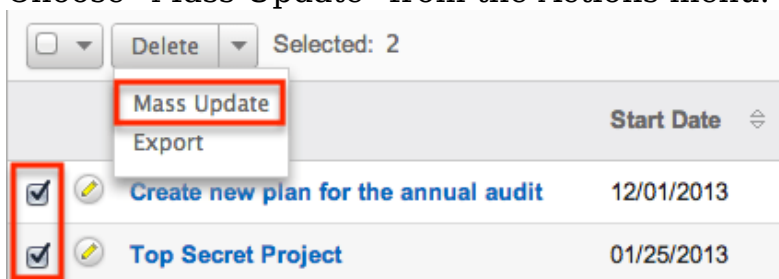 Choose "Mass Update" from the Actions menu.
Delete Selected: 2
Mass Update
Export
Start Date
Create new plan for the annual audit 12/01/2013
Top Secret Project 01/25/2013